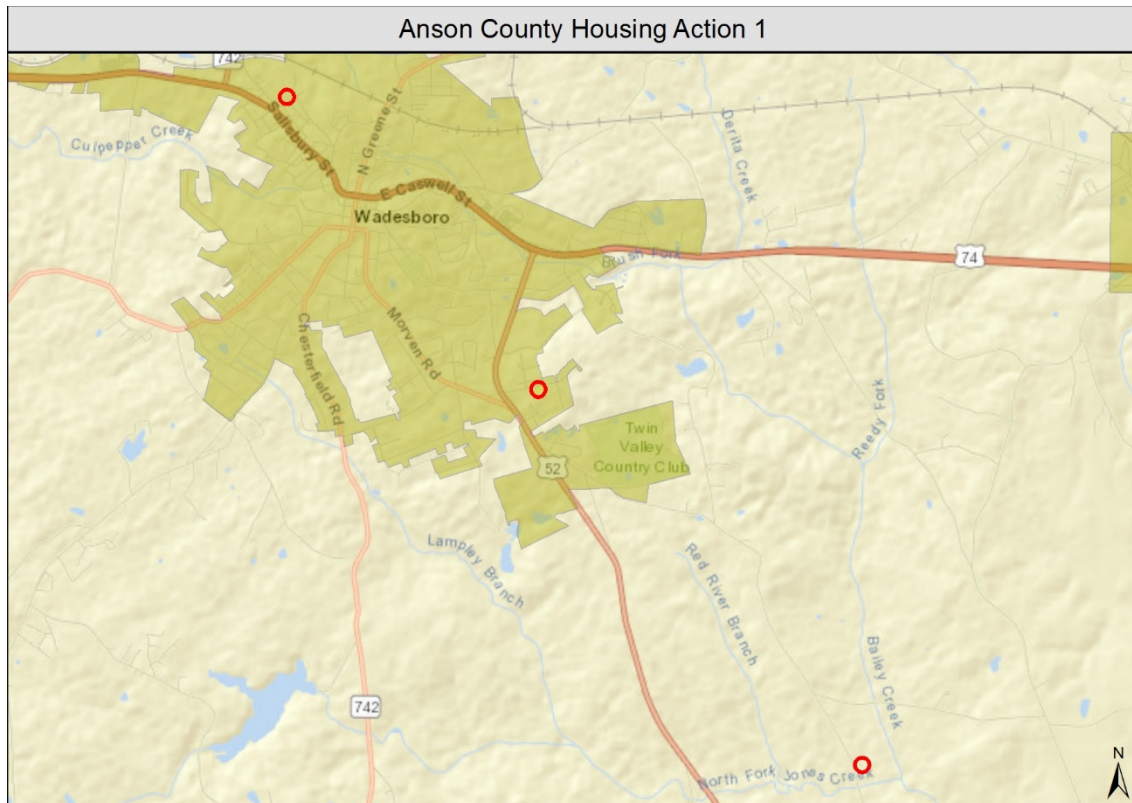 Anson County Housing Action 1
742
Culpepper Creek
Salisbury St
N Greene St
Derita Creek
E Caswell St
Wadesboro
Brush Fork
74
Chesterfield Rd
Morven Rd
Reedy Fork
Twin
Valley
Country Club
52
Lampley Branch
Red River Branch
Bailey Creek
742
North Fork Jones Creek
N